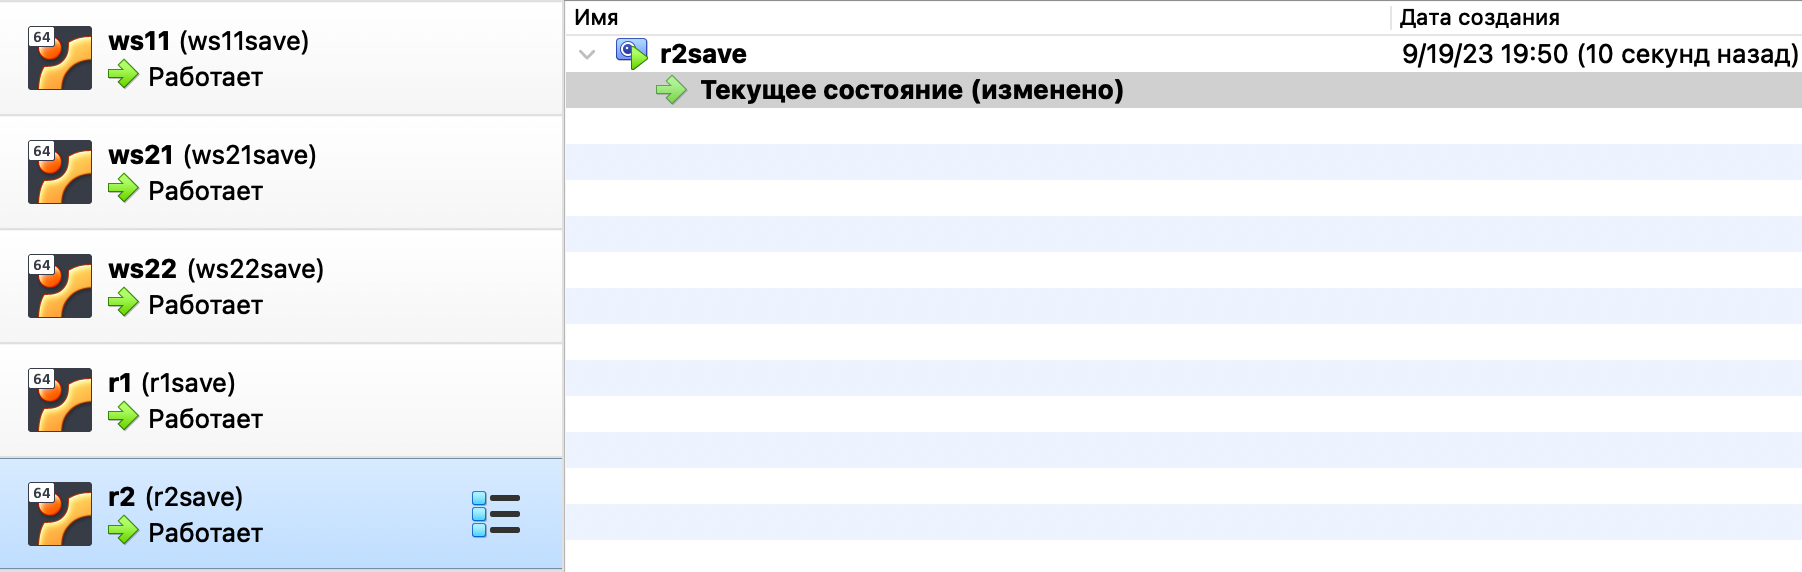 64
ws11 (ws11save)
Работает
64
ws21 (ws21save)
Работает
64
ws22 (ws22save)
Работает
64
r1 (r1save)
Работает
64
r2 (r2save)
Работает
Имя Дата создания
r2save 9/19/23 19:50 (10 секунд назад)
Текущее состояние (изменено)